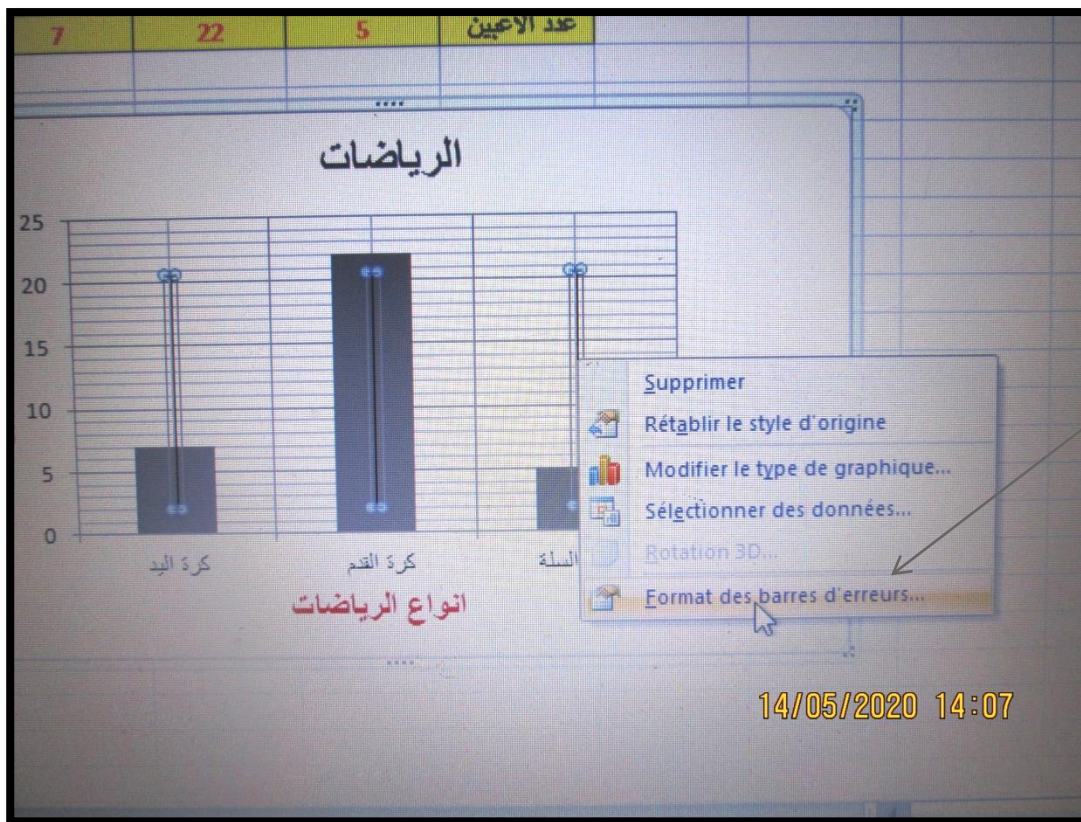 7 22 5 عدد الاعبين
الرياضات
25
20
15
10
5
0
كرة اليد كرة القدم السلة
انواع الرياضات
Supprimer
Rétablir le style d'origine
Modifier le type de graphique...
Sélectionner des données...
Rotation 3D...
Format des barres d'erreurs...
14/05/2020 14:07